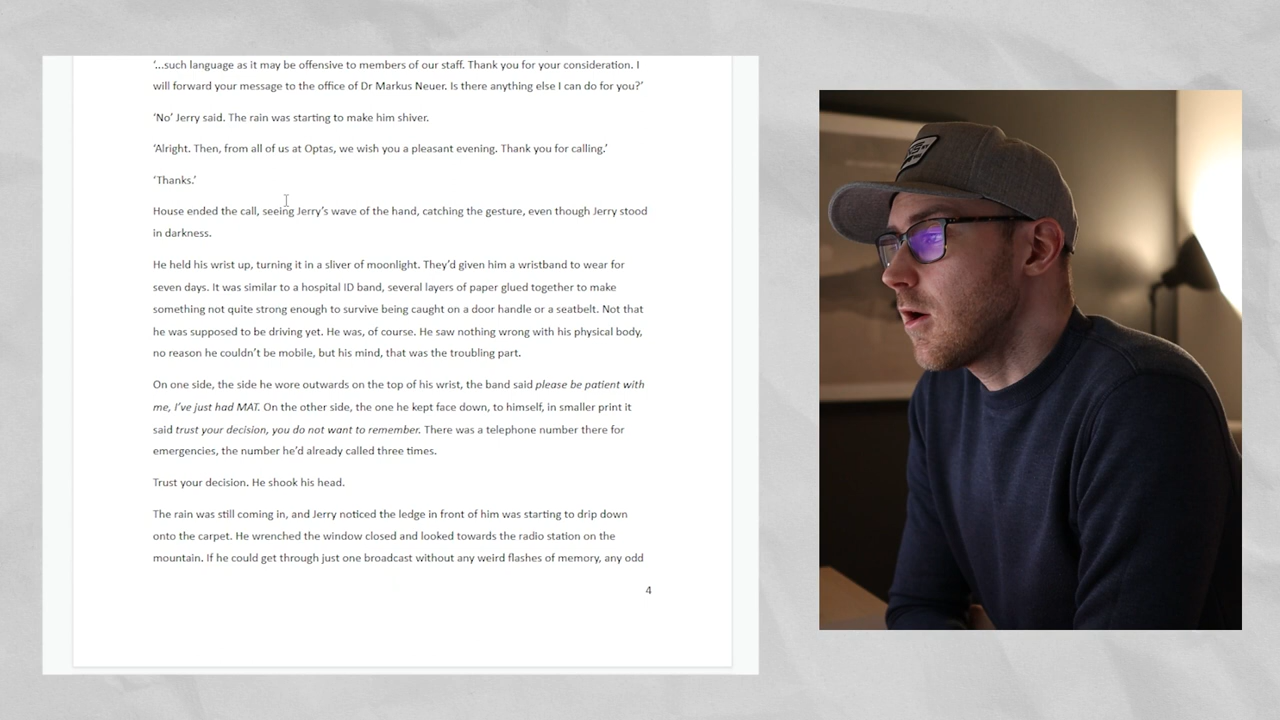 ‘...such language as it may be offensive to members of our staff. Thank you for your consideration. I
will forward your message to the office of Dr Markus Neuer. Is there anything else I can do for you?’
‘No’ Jerry said. The rain was starting to make him shiver.
‘Alright. Then, from all of us at Optas, we wish you a pleasant evening. Thank you for calling.’
‘Thanks.’
House ended the call, seeing Jerry’s wave of the hand, catching the gesture, even though Jerry stood
in darkness.
He held his wrist up, turning it in a sliver of moonlight. They’d given him a wristband to wear for
seven days. It was similar to a hospital ID band, several layers of paper glued together to make
something not quite strong enough to survive being caught on a door handle or a seatbelt. Not that
he was supposed to be driving yet. He was, of course. He saw nothing wrong with his physical body,
no reason he couldn’t be mobile, but his mind, that was the troubling part.
On one side, the side he wore outwards on the top of his wrist, the band said please be patient with
me, I’ve just had MAT. On the other side, the one he kept face down, to himself, in smaller print it
said trust your decision, you do not want to remember. There was a telephone number there for
emergencies, the number he’d already called three times.
Trust your decision. He shook his head.
The rain was still coming in, and Jerry noticed the ledge in front of him was starting to drip down
onto the carpet. He wrenched the window closed and looked towards the radio station on the
mountain. If he could get through just one broadcast without any weird flashes of memory, any odd
4